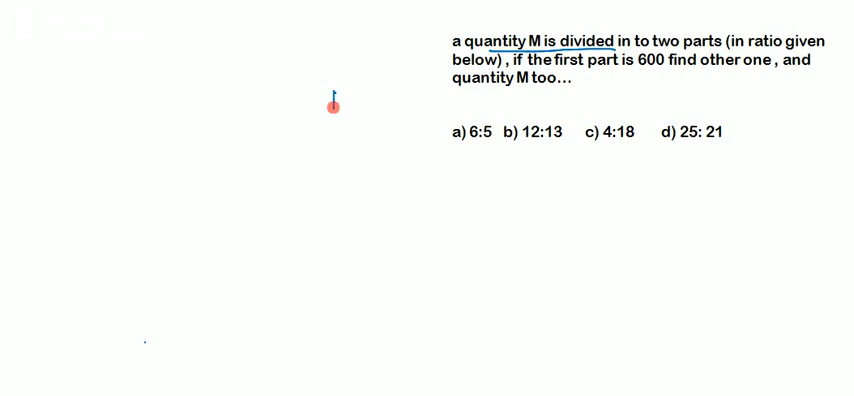 a quantity M is divided in to two parts (in ratio given
below) , if the first part is 600 find other one , and
quantity M too...
a) 6:5 b) 12:13 c) 4:18 d) 25: 21